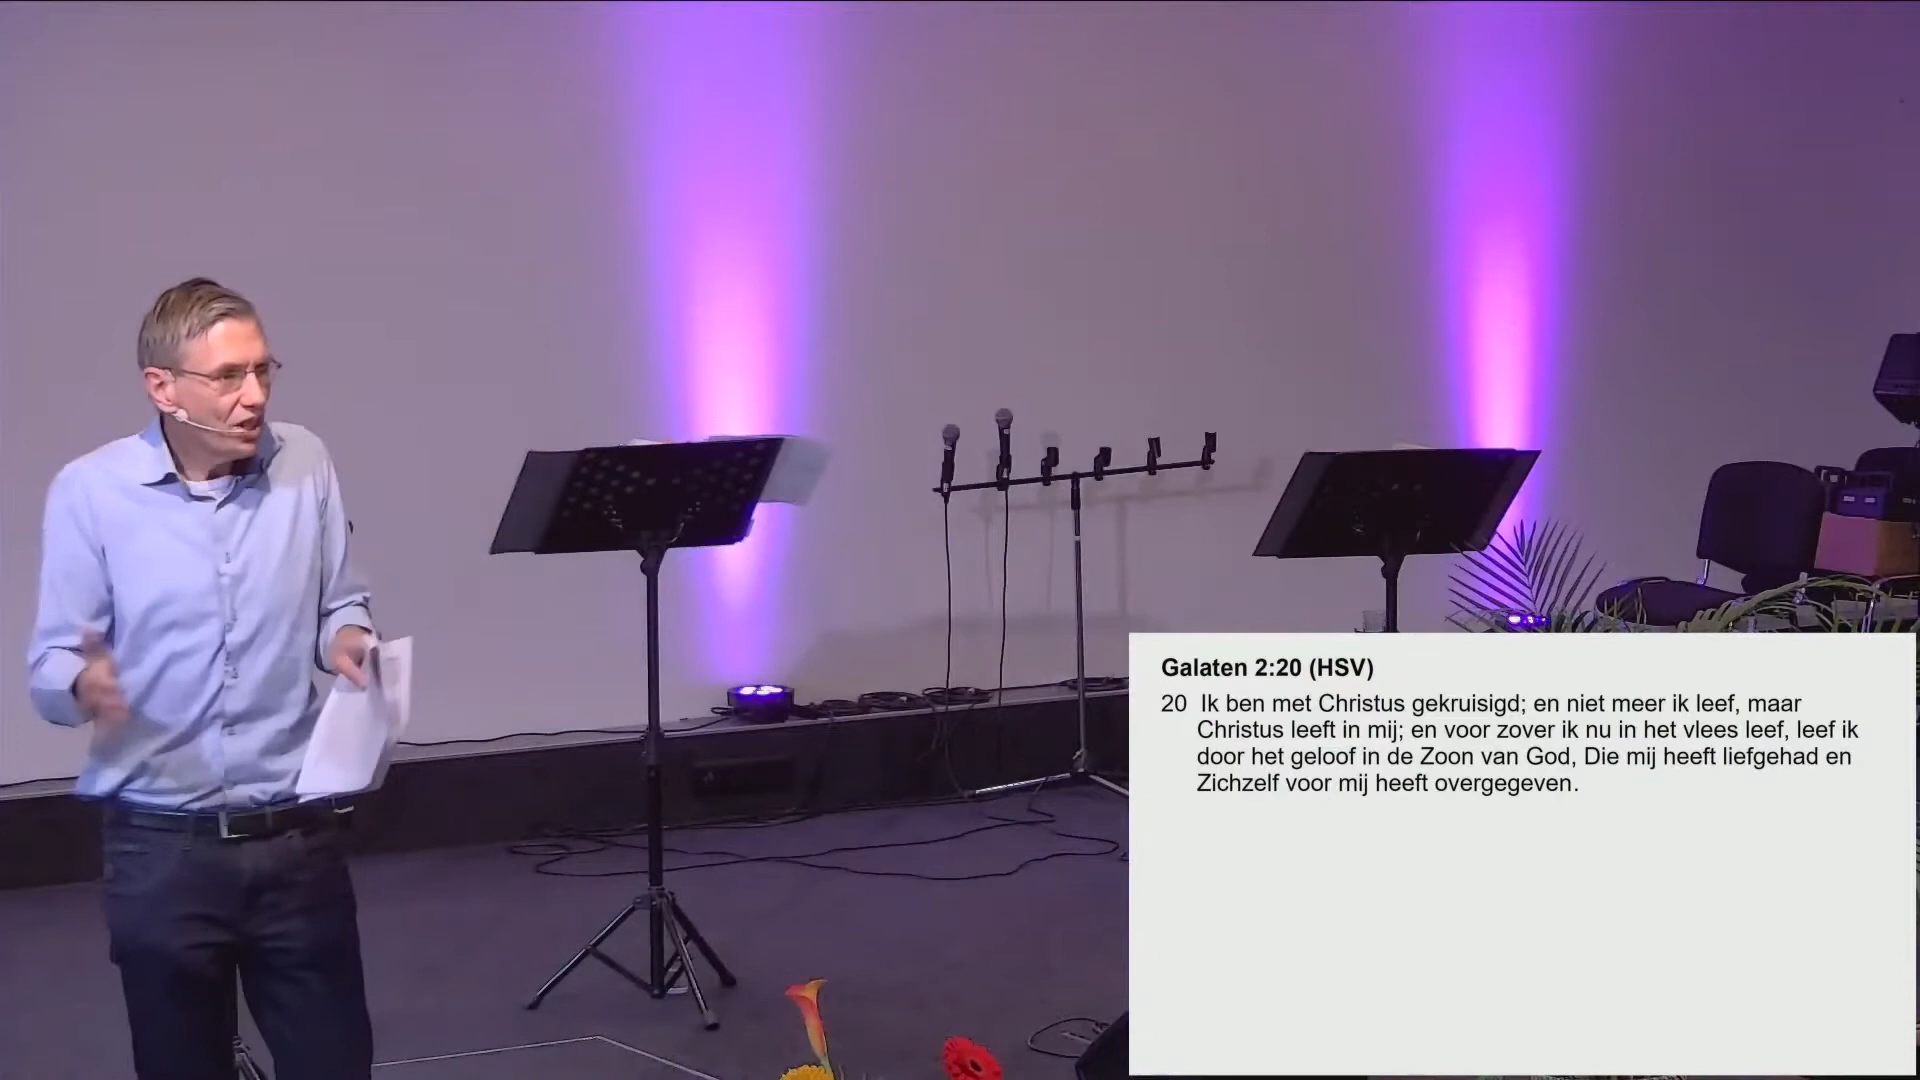 Galaten 2:20 (HSV)
20 Ik ben met Christus gekruisigd; en niet meer ik leef, maar
Christus leeft in mij; en voor zover ik nu in het vlees leef, leef ik
door het geloof in de Zoon van God, Die mij heeft liefgehad en
Zichzelf voor mij heeft overgegeven.